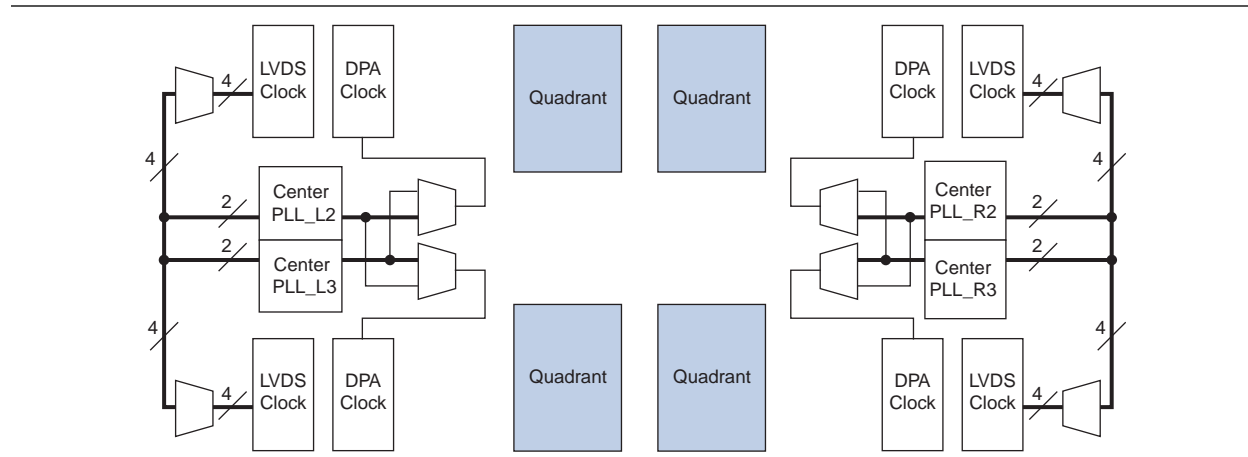 4
LVDS
Clock
DPA
Clock
Quadrant
Quadrant
DPA
Clock
LVDS
Clock
4
4
4
2
Center
PLL_L2
Center
PLL_R2
2
2
Center
PLL_L3
Center
PLL_R3
2
4
4
4
LVDS
Clock
DPA
Clock
Quadrant
Quadrant
DPA
Clock
LVDS
Clock
4